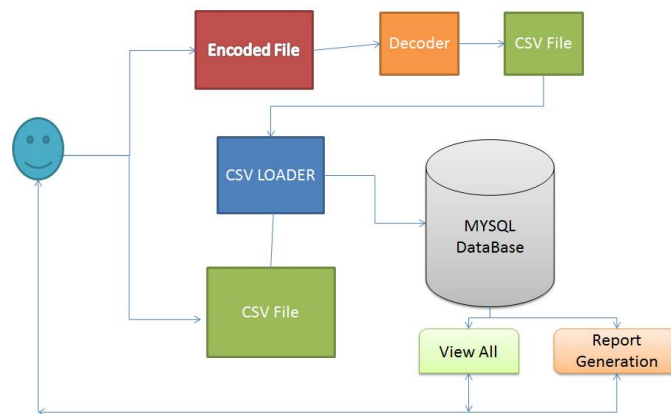 Encoded File
Decoder
CSV File
CSV LOADER
MYSQL
DataBase
CSV File
View All
Report
Generation